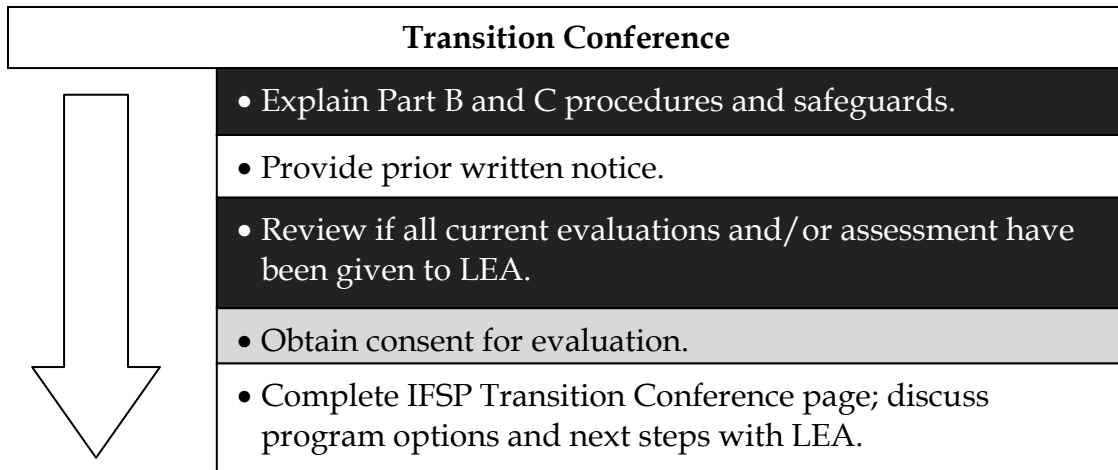 Transition Conference
• Explain Part B and C procedures and safeguards.
• Provide prior written notice.
• Review if all current evaluations and/or assessment have
been given to LEA.
• Obtain consent for evaluation.
• Complete IFSP Transition Conference page; discuss
program options and next steps with LEA.